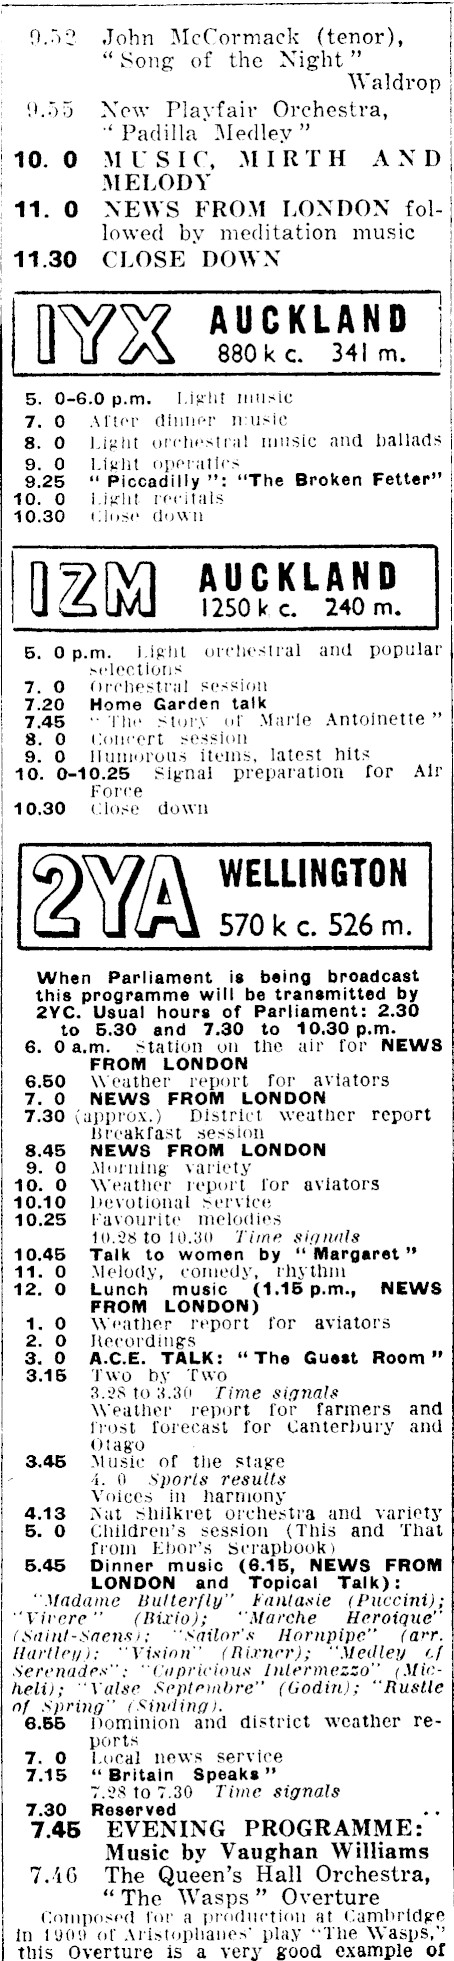 9.52 John McCormack (tenor),
"Song of the Night"
Waldrop
9.55 New Playfair Orchestra,
"Padilla Medley"
10. 0 MUSIC, MIRTH AND
MELODY
11. 0 NEWS FROM LONDON fol-
lowed by meditation music
11.30 CLOSE DOWN
1YX AUCKLAND
880 k c. 341 m.
5. 0-6.0 p.m. Light music
7. 0 After dinner music
8. 0 Light orchestral music and ballads
9. 0 Light operatics
9.25 "Piccadilly": "The Broken Fetter"
10. 0 Light recitals
10.30 Close down
1ZM AUCKLAND
1250 k c. 240 m.
5. 0 p.m. Light orchestral and popular
selections
7. 0 Orchestral session
7.20 Home Garden talk
7.45 "The Story of Marie Antoinette"
8. 0 Concert session
9. 0 Humorous items, latest hits
10. 0-10.25 Signal preparation for Air
Force
10.30 Close down
2YA WELLINGTON
570 k c. 526 m.
When Parliament is being broadcast
this programme will be transmitted by
2YC. Usual hours of Parliament: 2.30
to 5.30 and 7.30 to 10.30 p.m.
6. 0 a.m. Station on the air for NEWS
FROM LONDON
6.50 Weather report for aviators
7. 0 NEWS FROM LONDON
7.30 (approx.) District weather report
Breakfast session
8.45 NEWS FROM LONDON
9. 0 Morning variety
10. 0 Weather report for aviators
10.10 Devotional Service
10.25 Favourite melodies
10.28 to 10.30 Time signals
10.45 Talk to women by "Margaret"
11. 0 Melody, comedy, rhythm
12. 0 Lunch music (1.15 p.m., NEWS
FROM LONDON)
1. 0 Weather report for aviators
2. 0 Recordings
3. 0 A.C.E. TALK: "The Guest Room"
3.15 Two by Two
3.28 to 3.30 Time signals
Weather report for farmers and
frost forecast for Canterbury and
Otago
3.45 Music of the stage
4. 0 Sports results
Voices in harmony
4.13 Nat Shilkret orchestra and variety
5. 0 Children's session (This and That
from Ebor's Scrapbook)
5.45 Dinner music (6.15, NEWS FROM
LONDON and Topical Talk):
"Madame Butterfly" Fantasie (Puccini);
"Vivere" (Bixio); "Marche Heroique"
(Saint-Saens); "Sailor's Hornpipe" (arr.
Hartley); "Vision" (Rixner); "Medley of
Serenades"; "Capricious Intermezzo" (Mic-
heli); "Valse Septembre" (Godin); "Rustle
of Spring" (Sinding).
6.55 Dominion and district weather re-
ports
7. 0 Local news service
7.15 "Britain Speaks"
7.28 to 7.30 Time signals
7.30 Reserved
7.45 EVENING PROGRAMME:
Music by Vaughan Williams
7.46 The Queen's Hall Orchestra,
"The Wasps" Overture
Composed for a production at Cambridge
in 1909 of Aristophanes' play "The Wasps,"
this Overture is a very good example of